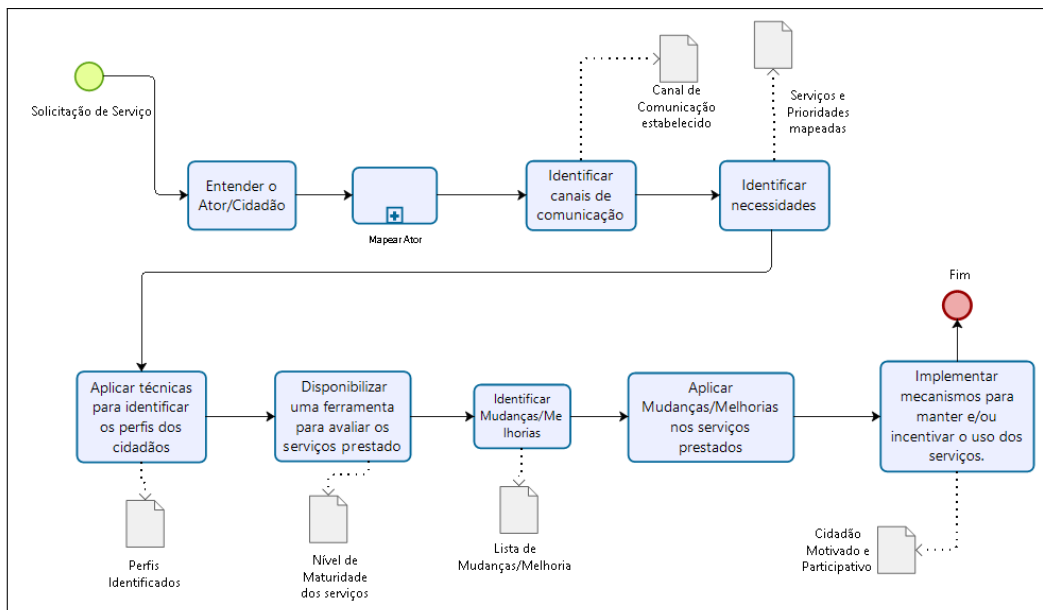 Solicitação de Serviço
Canal de
Comunicação
estabelecido
Serviços e
Prioridades
mapeadas
Entender o
Ator/Cidadão
Mapear Ator
Identificar
canais de
comunicação
Identificar
necessidades
Fim
Aplicar técnicas
para identificar
os perfis dos
cidadãos
Disponibilizar
uma ferramenta
para avaliar os
serviços prestado
Identificar
Mudanças/Me
lhorias
Aplicar
Mudanças/Melhorias
nos serviços
prestados
Implementar
mecanismos para
manter e/ou
incentivar o uso dos
serviços.
Perfis
Identificados
Nível de
Maturidade
dos serviços
Lista de
Mudanças/Melhoria
Cidadão
Motivado e
Participativo